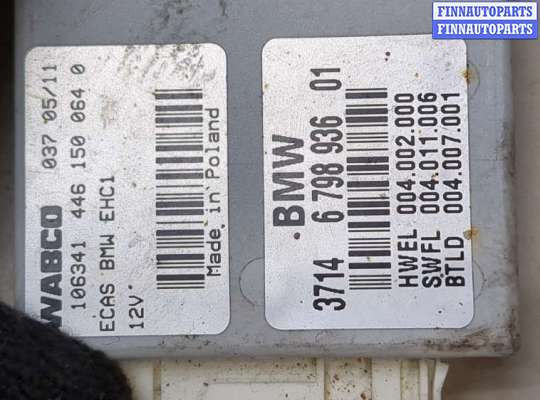 FINNAUTOPARTS
FINNAUTOPARTS
WABCO 037 05/11
106341 446 150 064 0
ECAS BMW EHC1
12V
Made in Poland
BMW
3714 6 798 936 01
HWEL 004.002.000
SWFL 004.011.006
BTLD 004.007.001